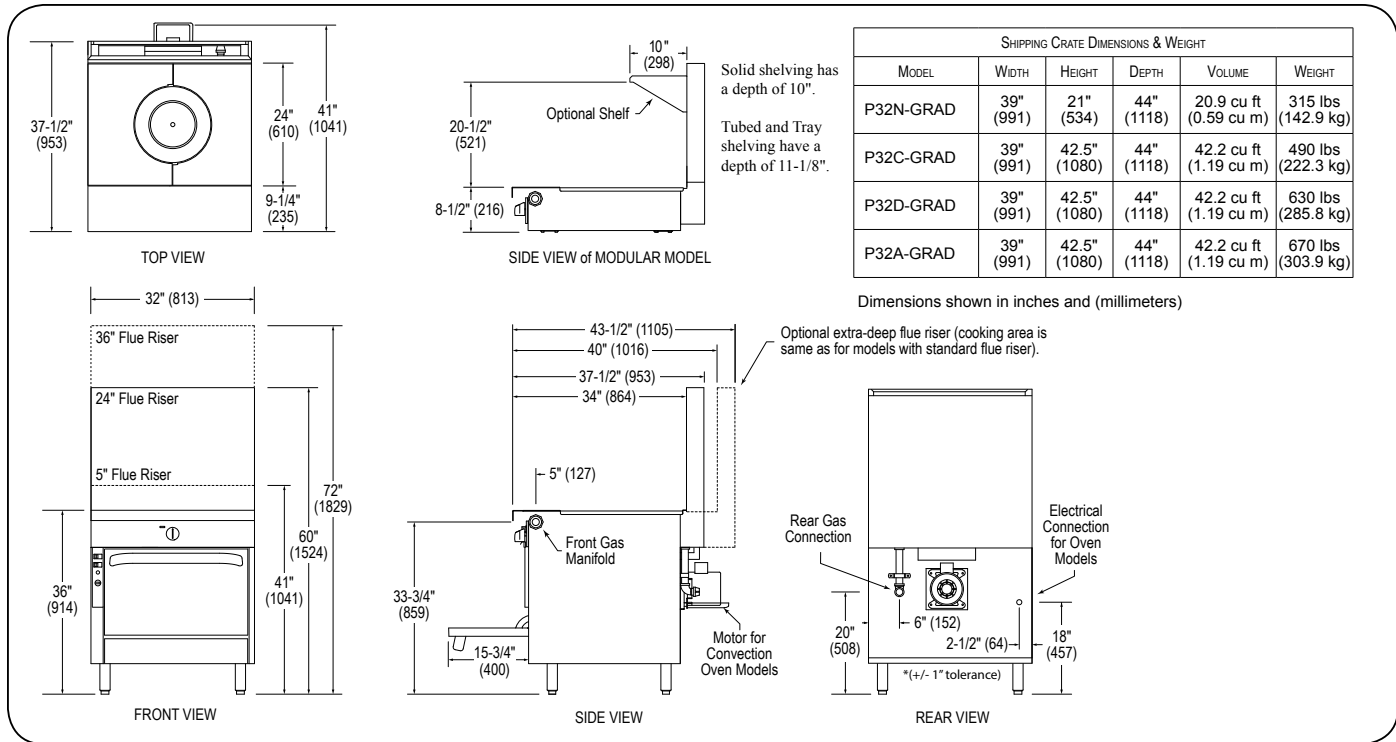 37-1/2"
(953)
24"
(610)
41"
(1041)
9-1/4"
(235)
TOP VIEW
10"
(298)
Optional Shelf
20-1/2"
(521)
8-1/2" (216)
SIDE VIEW of MODULAR MODEL
Solid shelving has
a depth of 10".
Tubed and Tray
shelving have a
depth of 11-1/8".
SHIPPING CRATE DIMENSIONS & WEIGHT
MODEL WIDTH HEIGHT DEPTH VOLUME WEIGHT
P32N-GRAD 39" (991) 21" (534) 44" (1118) 20.9 cu ft (0.59 cu m) 315 lbs (142.9 kg)
P32C-GRAD 39" (991) 42.5" (1080) 44" (1118) 42.2 cu ft (1.19 cu m) 490 lbs (222.3 kg)
P32D-GRAD 39" (991) 42.5" (1080) 44" (1118) 42.2 cu ft (1.19 cu m) 630 lbs (285.8 kg)
P32A-GRAD 39" (991) 42.5" (1080) 44" (1118) 42.2 cu ft (1.19 cu m) 670 lbs (303.9 kg)
Dimensions shown in inches and (millimeters)
32" (813)
36" Flue Riser
24" Flue Riser
5" Flue Riser
72"
(1829)
60"
(1524)
41"
(1041)
36"
(914)
FRONT VIEW
43-1/2" (1105)
40" (1016)
37-1/2" (953)
34" (864)
Optional extra-deep flue riser (cooking area is
same as for models with standard flue riser).
5" (127)
Front Gas
Manifold
33-3/4"
(859)
15-3/4"
(400)
Motor for
Convection
Oven Models
SIDE VIEW
Rear Gas
Connection
Electrical
Connection
for Oven
Models
6" (152)
20"
(508)
2-1/2" (64)
18"
(457)
*(+/- 1" tolerance)
REAR VIEW